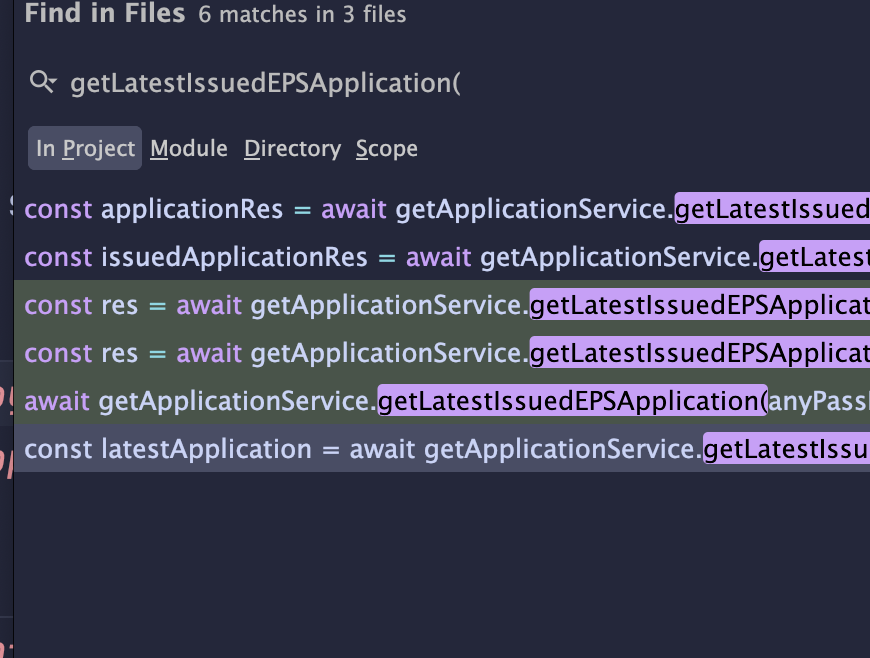 Find in Files 6 matches in 3 files
getLatestIssuedEPSApplication(
In Project Module Directory Scope
const applicationRes = await getApplicationService.getLatestIssued
const issuedApplicationRes = await getApplicationService.getLatest
const res = await getApplicationService.getLatestIssuedEPSApplicat
const res = await getApplicationService.getLatestIssuedEPSApplicat
await getApplicationService.getLatestIssuedEPSApplication(anyPass
const latestApplication = await getApplicationService.getLatestIssu